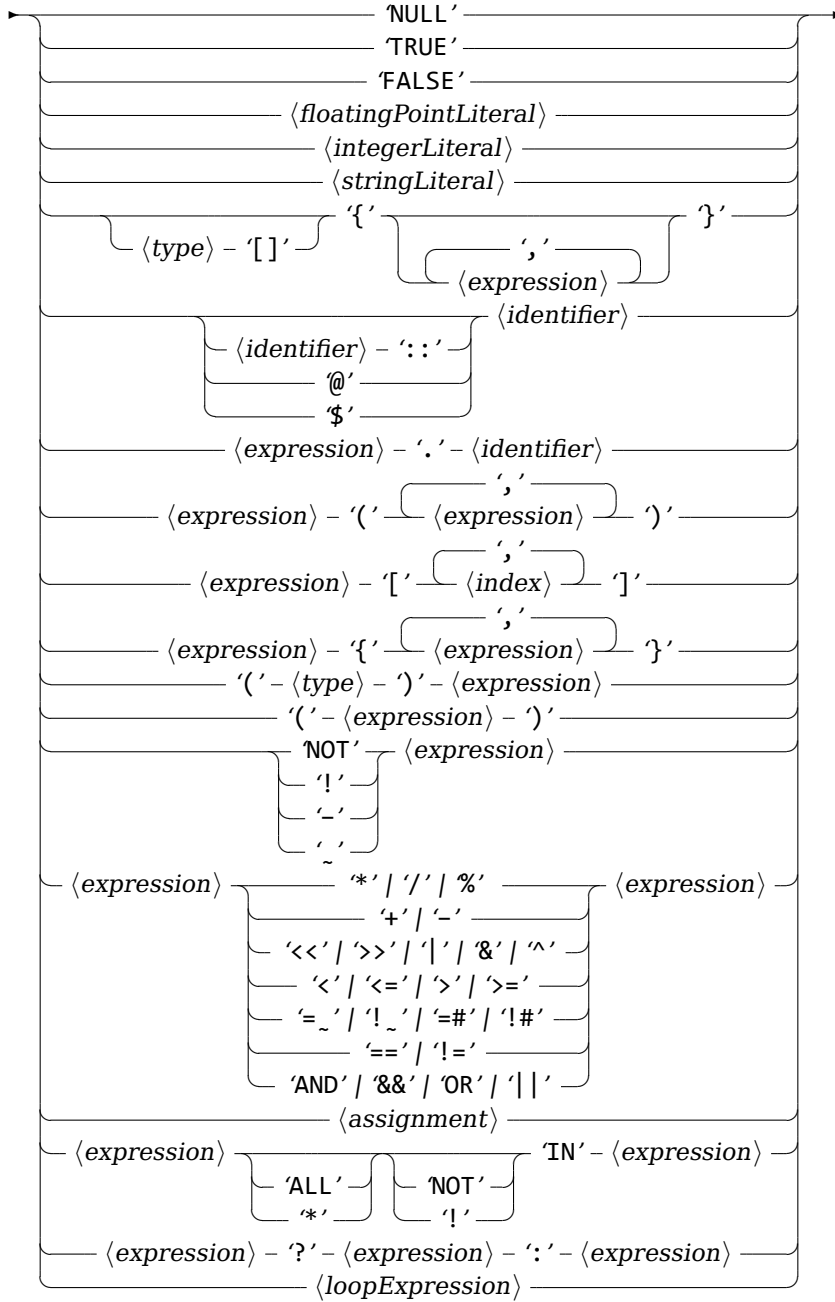 ‘NULL’
‘TRUE’
‘FALSE’
⟨floatingPointLiteral⟩
⟨integerLiteral⟩
⟨stringLiteral⟩
⟨type⟩ – ‘[]’ ‘{’ ‘,’ ⟨expression⟩ ‘}’
⟨identifier⟩
⟨identifier⟩ – ‘::’
‘@’
‘$’
⟨expression⟩ – ‘.’ – ⟨identifier⟩
‘,’
⟨expression⟩ – ‘(’ ⟨expression⟩ ‘)’
‘,’
⟨expression⟩ – ‘[’ ⟨index⟩ ‘]’
‘,’
⟨expression⟩ – ‘{’ ⟨expression⟩ ‘}’
‘(’ – ⟨type⟩ – ‘)’ – ⟨expression⟩
‘(’ – ⟨expression⟩ – ‘)’
‘NOT’ ⟨expression⟩
‘!’
‘-’
‘~’
⟨expression⟩ ‘*’ | ‘/’ | ‘%’ ⟨expression⟩
‘+’ | ‘-’
‘<<’ | ‘>>’ | ‘|’ | ‘&’ | ‘^’
‘<’ | ‘<=’ | ‘>’ | ‘>=’
‘=~’ | ‘!~’ | ‘=#’ | ‘!#’
‘==’ | ‘!=’
‘AND’ | ‘&&’ | ‘OR’ | ‘||’
⟨assignment⟩
⟨expression⟩ ‘IN’ – ⟨expression⟩
‘ALL’ ‘NOT’
‘*’ ‘!’
⟨expression⟩ – ‘?’ – ⟨expression⟩ – ‘:’ – ⟨expression⟩
⟨loopExpression⟩